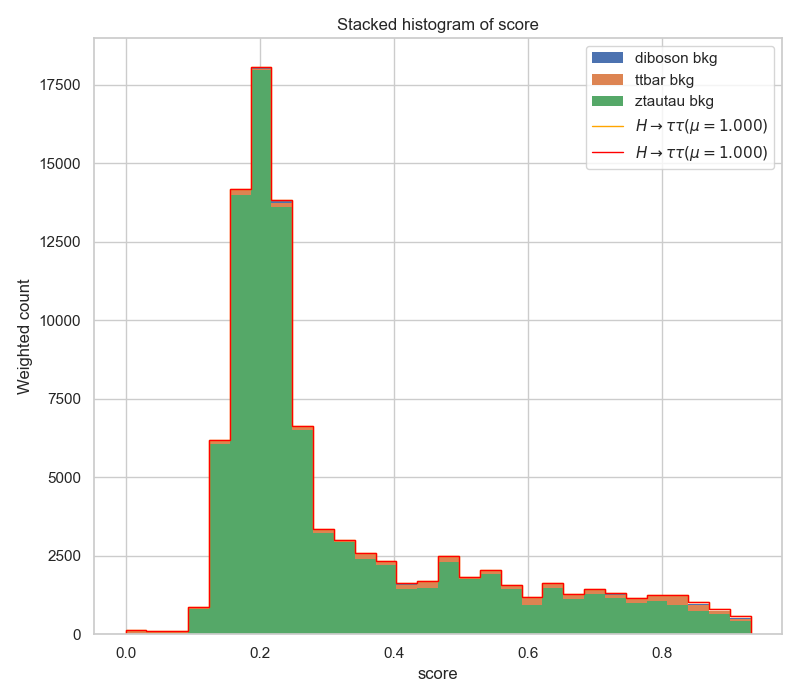 Stacked histogram of score
diboson bkg
ttbar bkg
ztautau bkg
H → ττ(μ = 1.000)
H → ττ(μ = 1.000)
Weighted count
17500
15000
12500
10000
7500
5000
2500
0
0.0 0.2 0.4 0.6 0.8
score